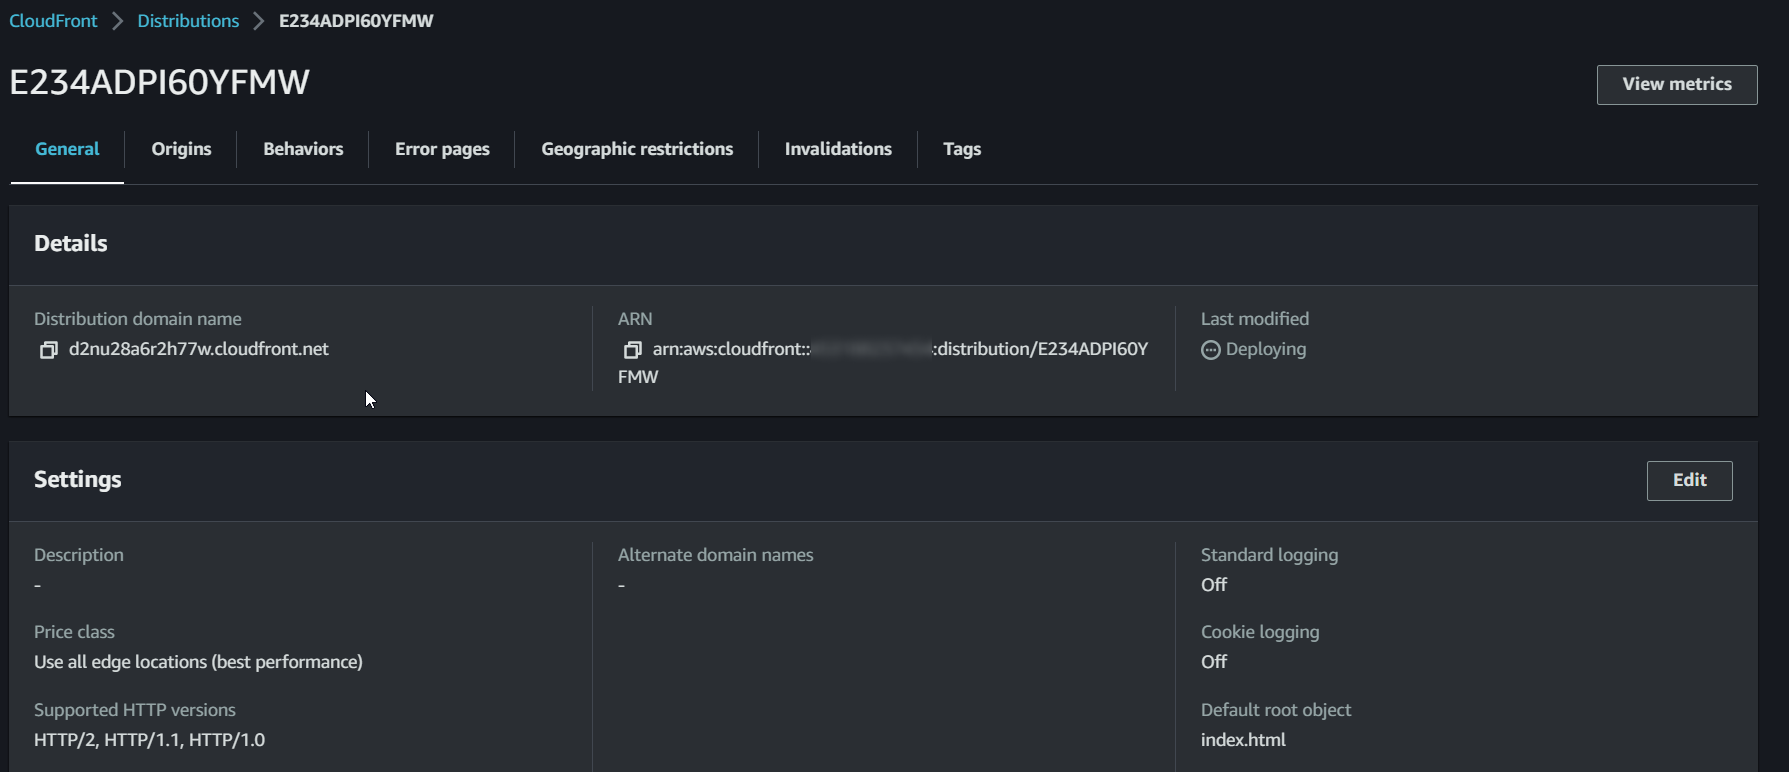 CloudFront Distributions E234ADPI60YFMW
E234ADPI60YFMW
View metrics
General Origins Behaviors Error pages Geographic restrictions Invalidations Tags
Details
Distribution domain name
d2nu28a6r2h77w.cloudfront.net
ARN
arn:aws:cloudfront:: :distribution/E234ADPI60Y
FMW
Last modified
Deploying
Settings
Edit
Description
-
Price class
Use all edge locations (best performance)
Supported HTTP versions
HTTP/2, HTTP/1.1, HTTP/1.0
Alternate domain names
-
Standard logging
Off
Cookie logging
Off
Default root object
index.html